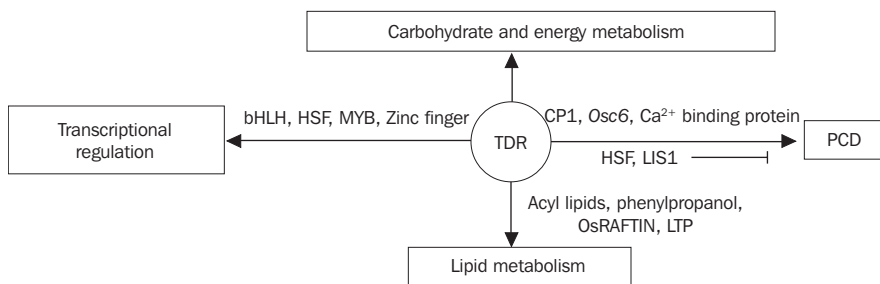 Carbohydrate and energy metabolism
bHLH, HSF, MYB, Zinc finger
CP1, Osc6, Ca²⁺ binding protein
Transcriptional
regulation
TDR
PCD
HSF, LIS1
Acyl lipids, phenylpropanol,
OsRAFTIN, LTP
Lipid metabolism